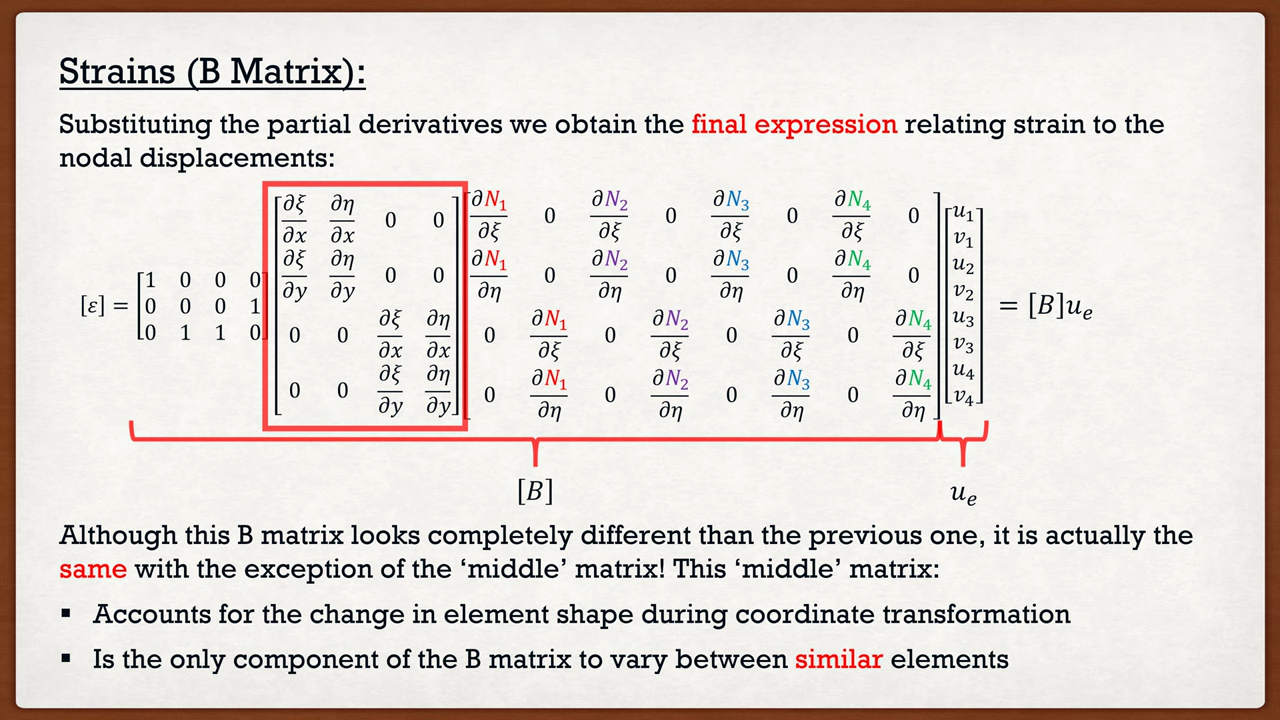 Strains (B Matrix):
Substituting the partial derivatives we obtain the final expression relating strain to the
nodal displacements:
[ε] = [1 0 0 0; 0 0 0 1; 0 1 1 0] [∂ξ/∂x ∂η/∂x 0 0; ∂ξ/∂y ∂η/∂y 0 0; 0 0 ∂ξ/∂x ∂η/∂x; 0 0 ∂ξ/∂y ∂η/∂y] [∂N₁/∂ξ 0 ∂N₂/∂ξ 0 ∂N₃/∂ξ 0 ∂N₄/∂ξ 0; ∂N₁/∂η 0 ∂N₂/∂η 0 ∂N₃/∂η 0 ∂N₄/∂η 0; 0 ∂N₁/∂ξ 0 ∂N₂/∂ξ 0 ∂N₃/∂ξ 0 ∂N₄/∂ξ; 0 ∂N₁/∂η 0 ∂N₂/∂η 0 ∂N₃/∂η 0 ∂N₄/∂η] [u₁; v₁; u₂; v₂; u₃; v₃; u₄; v₄] = [B]uₑ
[B] uₑ
Although this B matrix looks completely different than the previous one, it is actually the
same with the exception of the ‘middle’ matrix! This ‘middle’ matrix:
▪ Accounts for the change in element shape during coordinate transformation
▪ Is the only component of the B matrix to vary between similar elements